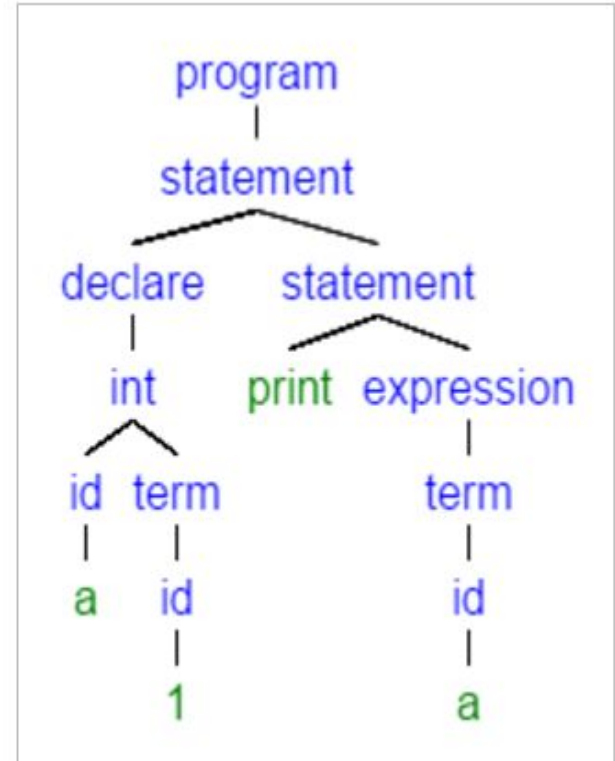 program
statement
declare statement
int print expression
id term term
a id id
1 a